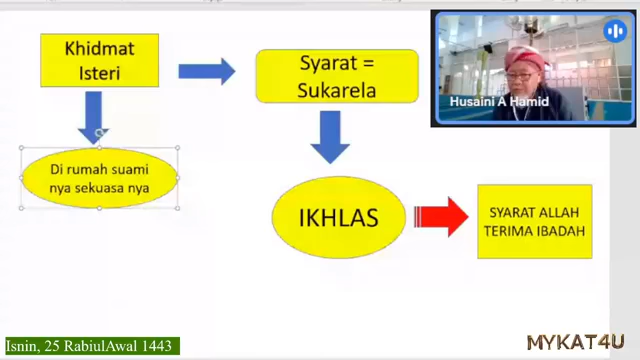 Khidmat
Isteri
Syarat =
Sukarela
Husaini A Hamid
Di rumah suami
nya sekuasa nya
IKHLAS
SYARAT ALLAH
TERIMA IBADAH
Isnin, 25 RabiulAwal 1443
MYKAT4U